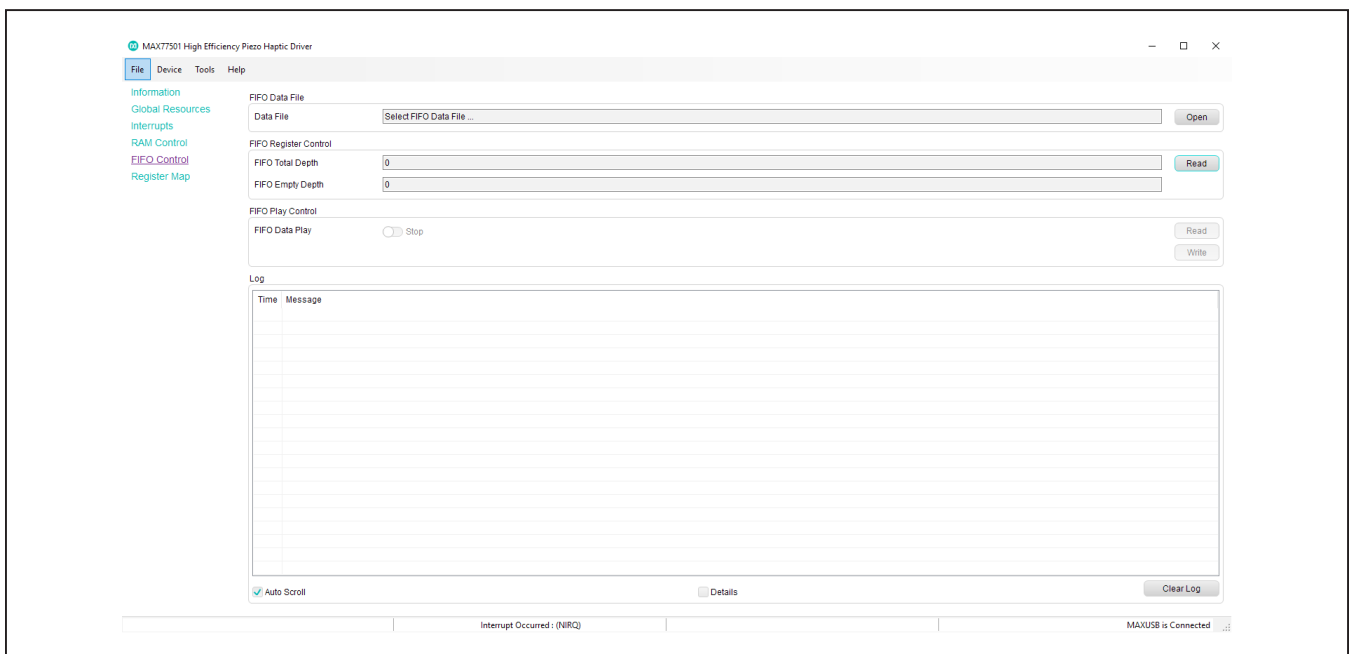 MAX77501 High Efficiency Piezo Haptic Driver
File Device Tools Help
Information
Global Resources
Interrupts
RAM Control
FIFO Control
Register Map
FIFO Data File
Data File Select FIFO Data File ... Open
FIFO Register Control
FIFO Total Depth 0 Read
FIFO Empty Depth 0
FIFO Play Control
FIFO Data Play Stop Read
Write
Log
Time Message
Auto Scroll Details Clear Log
Interrupt Occurred : (NIRQ) MAXUSB is Connected